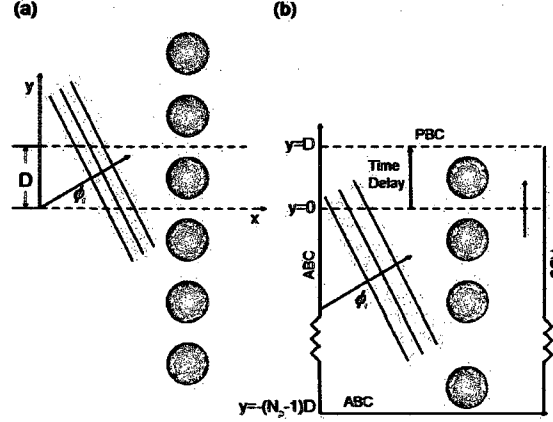 (a)
y
D
ϕᵢ
x
(b)
y=D
PBC
Time
Delay
y=0
ABC
ϕᵢ
y=-(Nₚ-1)D
ABC